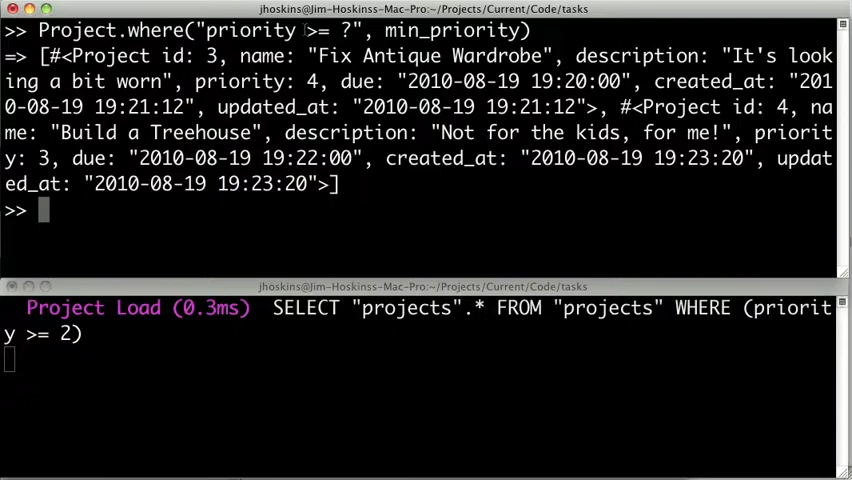 jhoskins@Jim-Hoskinss-Mac-Pro:~/Projects/Current/Code/tasks
>> Project.where("priority >= ?", min_priority)
=> [#<Project id: 3, name: "Fix Antique Wardrobe", description: "It's look
ing a bit worn", priority: 4, due: "2010-08-19 19:20:00", created_at: "201
0-08-19 19:21:12", updated_at: "2010-08-19 19:21:12">, #<Project id: 4, na
me: "Build a Treehouse", description: "Not for the kids, for me!", priorit
y: 3, due: "2010-08-19 19:22:00", created_at: "2010-08-19 19:23:20", updat
ed_at: "2010-08-19 19:23:20">]
>>
jhoskins@Jim-Hoskinss-Mac-Pro:~/Projects/Current/Code/tasks
Project Load (0.3ms)  SELECT "projects".* FROM "projects" WHERE (priorit
y >= 2)